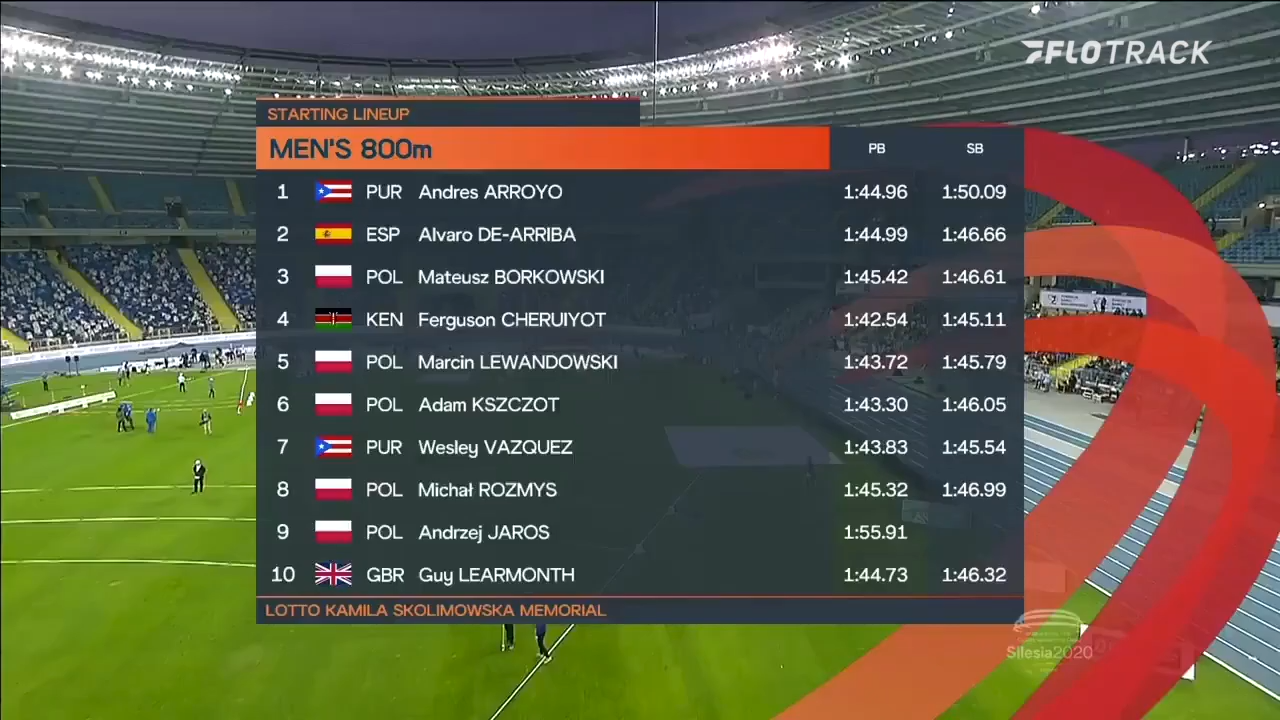 FLOTRACK
STARTING LINEUP
MEN'S 800m PB SB
1 PUR Andres ARROYO 1:44.96 1:50.09
2 ESP Alvaro DE-ARRIBA 1:44.99 1:46.66
3 POL Mateusz BORKOWSKI 1:45.42 1:46.61
4 KEN Ferguson CHERUIYOT 1:42.54 1:45.11
5 POL Marcin LEWANDOWSKI 1:43.72 1:45.79
6 POL Adam KSZCZOT 1:43.30 1:46.05
7 PUR Wesley VAZQUEZ 1:43.83 1:45.54
8 POL Michał ROZMYS 1:45.32 1:46.99
9 POL Andrzej JAROS 1:55.91
10 GBR Guy LEARMONTH 1:44.73 1:46.32
LOTTO KAMILA SKOLIMOWSKA MEMORIAL
Silesia2020